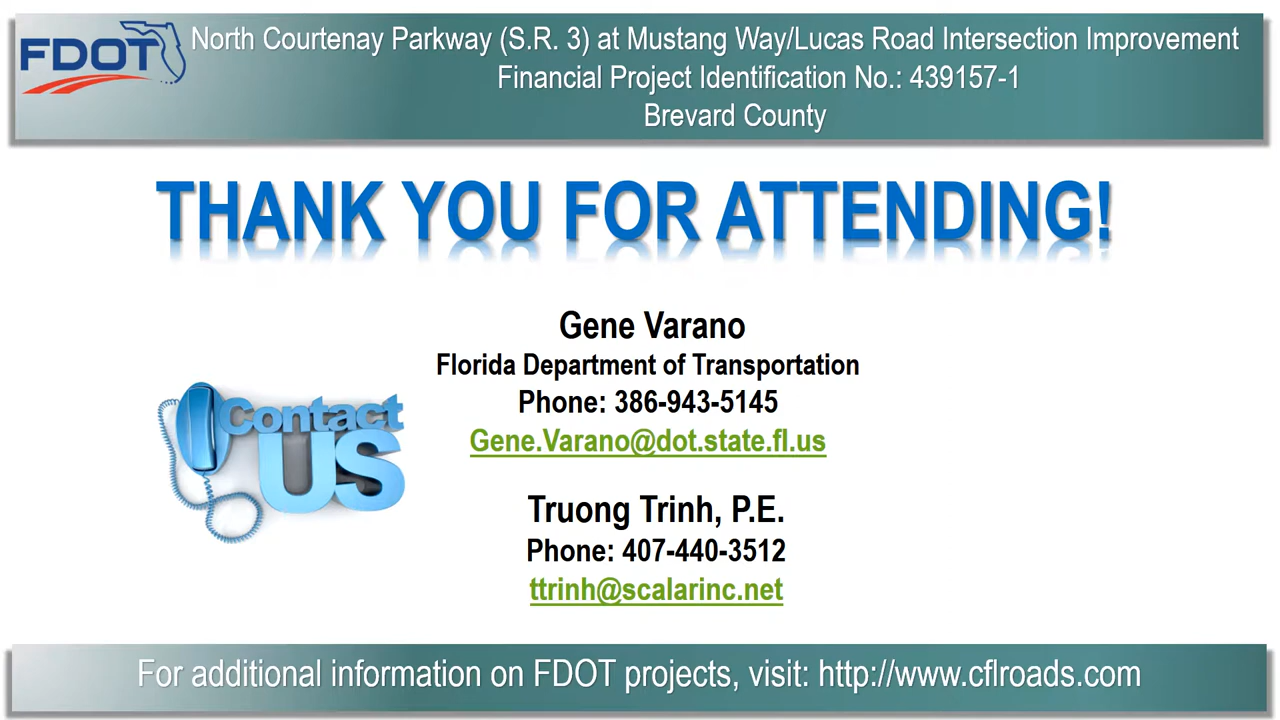 FDOT
North Courtenay Parkway (S.R. 3) at Mustang Way/Lucas Road Intersection Improvement
Financial Project Identification No.: 439157-1
Brevard County
THANK YOU FOR ATTENDING!
Gene Varano
Florida Department of Transportation
Phone: 386-943-5145
Gene.Varano@dot.state.fl.us
Contact
US
Truong Trinh, P.E.
Phone: 407-440-3512
ttrinh@scalarinc.net
For additional information on FDOT projects, visit: http://www.cflroads.com